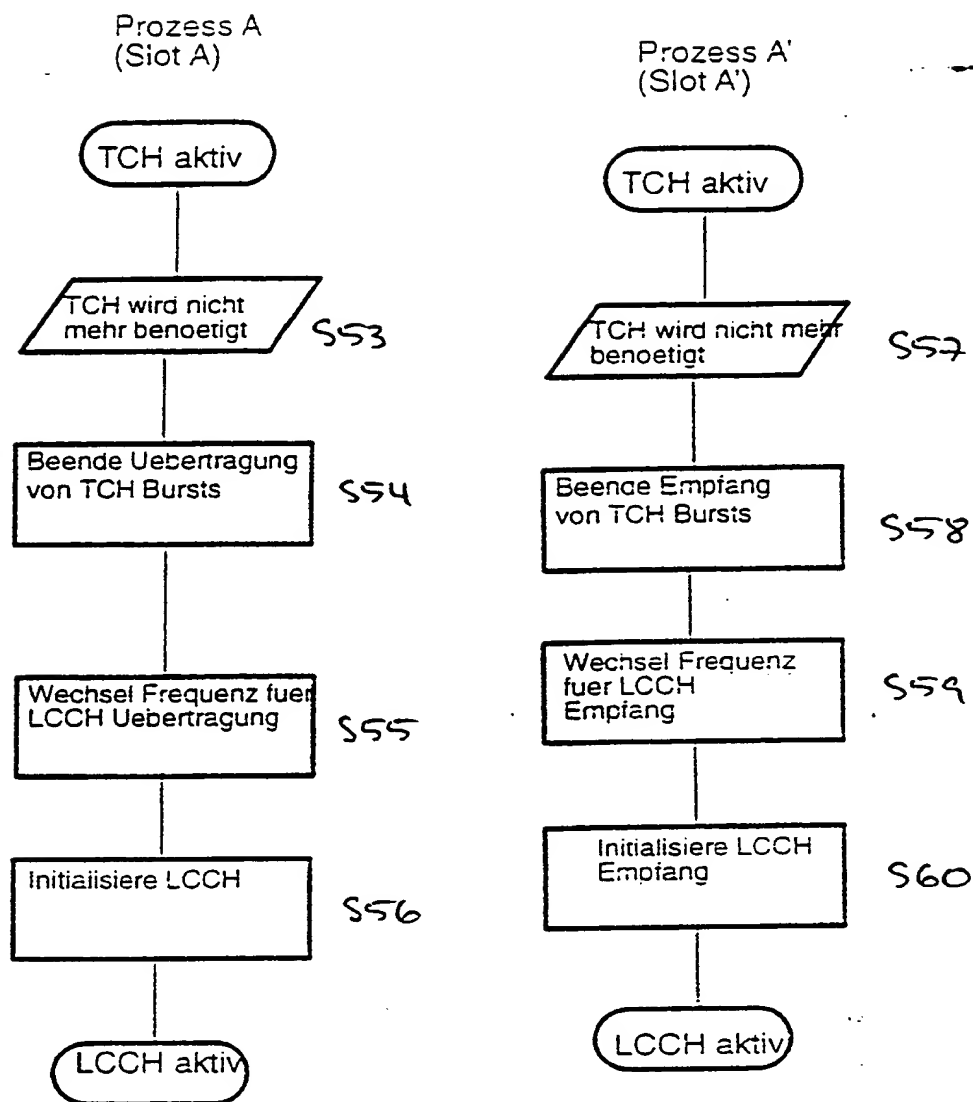 Prozess A
(Slot A)
TCH aktiv
TCH wird nicht
mehr benoetigt
S53
Beende Uebertragung
von TCH Bursts
S54
Wechsel Frequenz fuer
LCCH Uebertragung
S55
Initialisiere LCCH
S56
LCCH aktiv
Prozess A'
(Slot A')
TCH aktiv
TCH wird nicht mehr
benoetigt
S57
Beende Empfang
von TCH Bursts
S58
Wechsel Frequenz
fuer LCCH
Empfang
S59
Initialisiere LCCH
Empfang
S60
LCCH aktiv